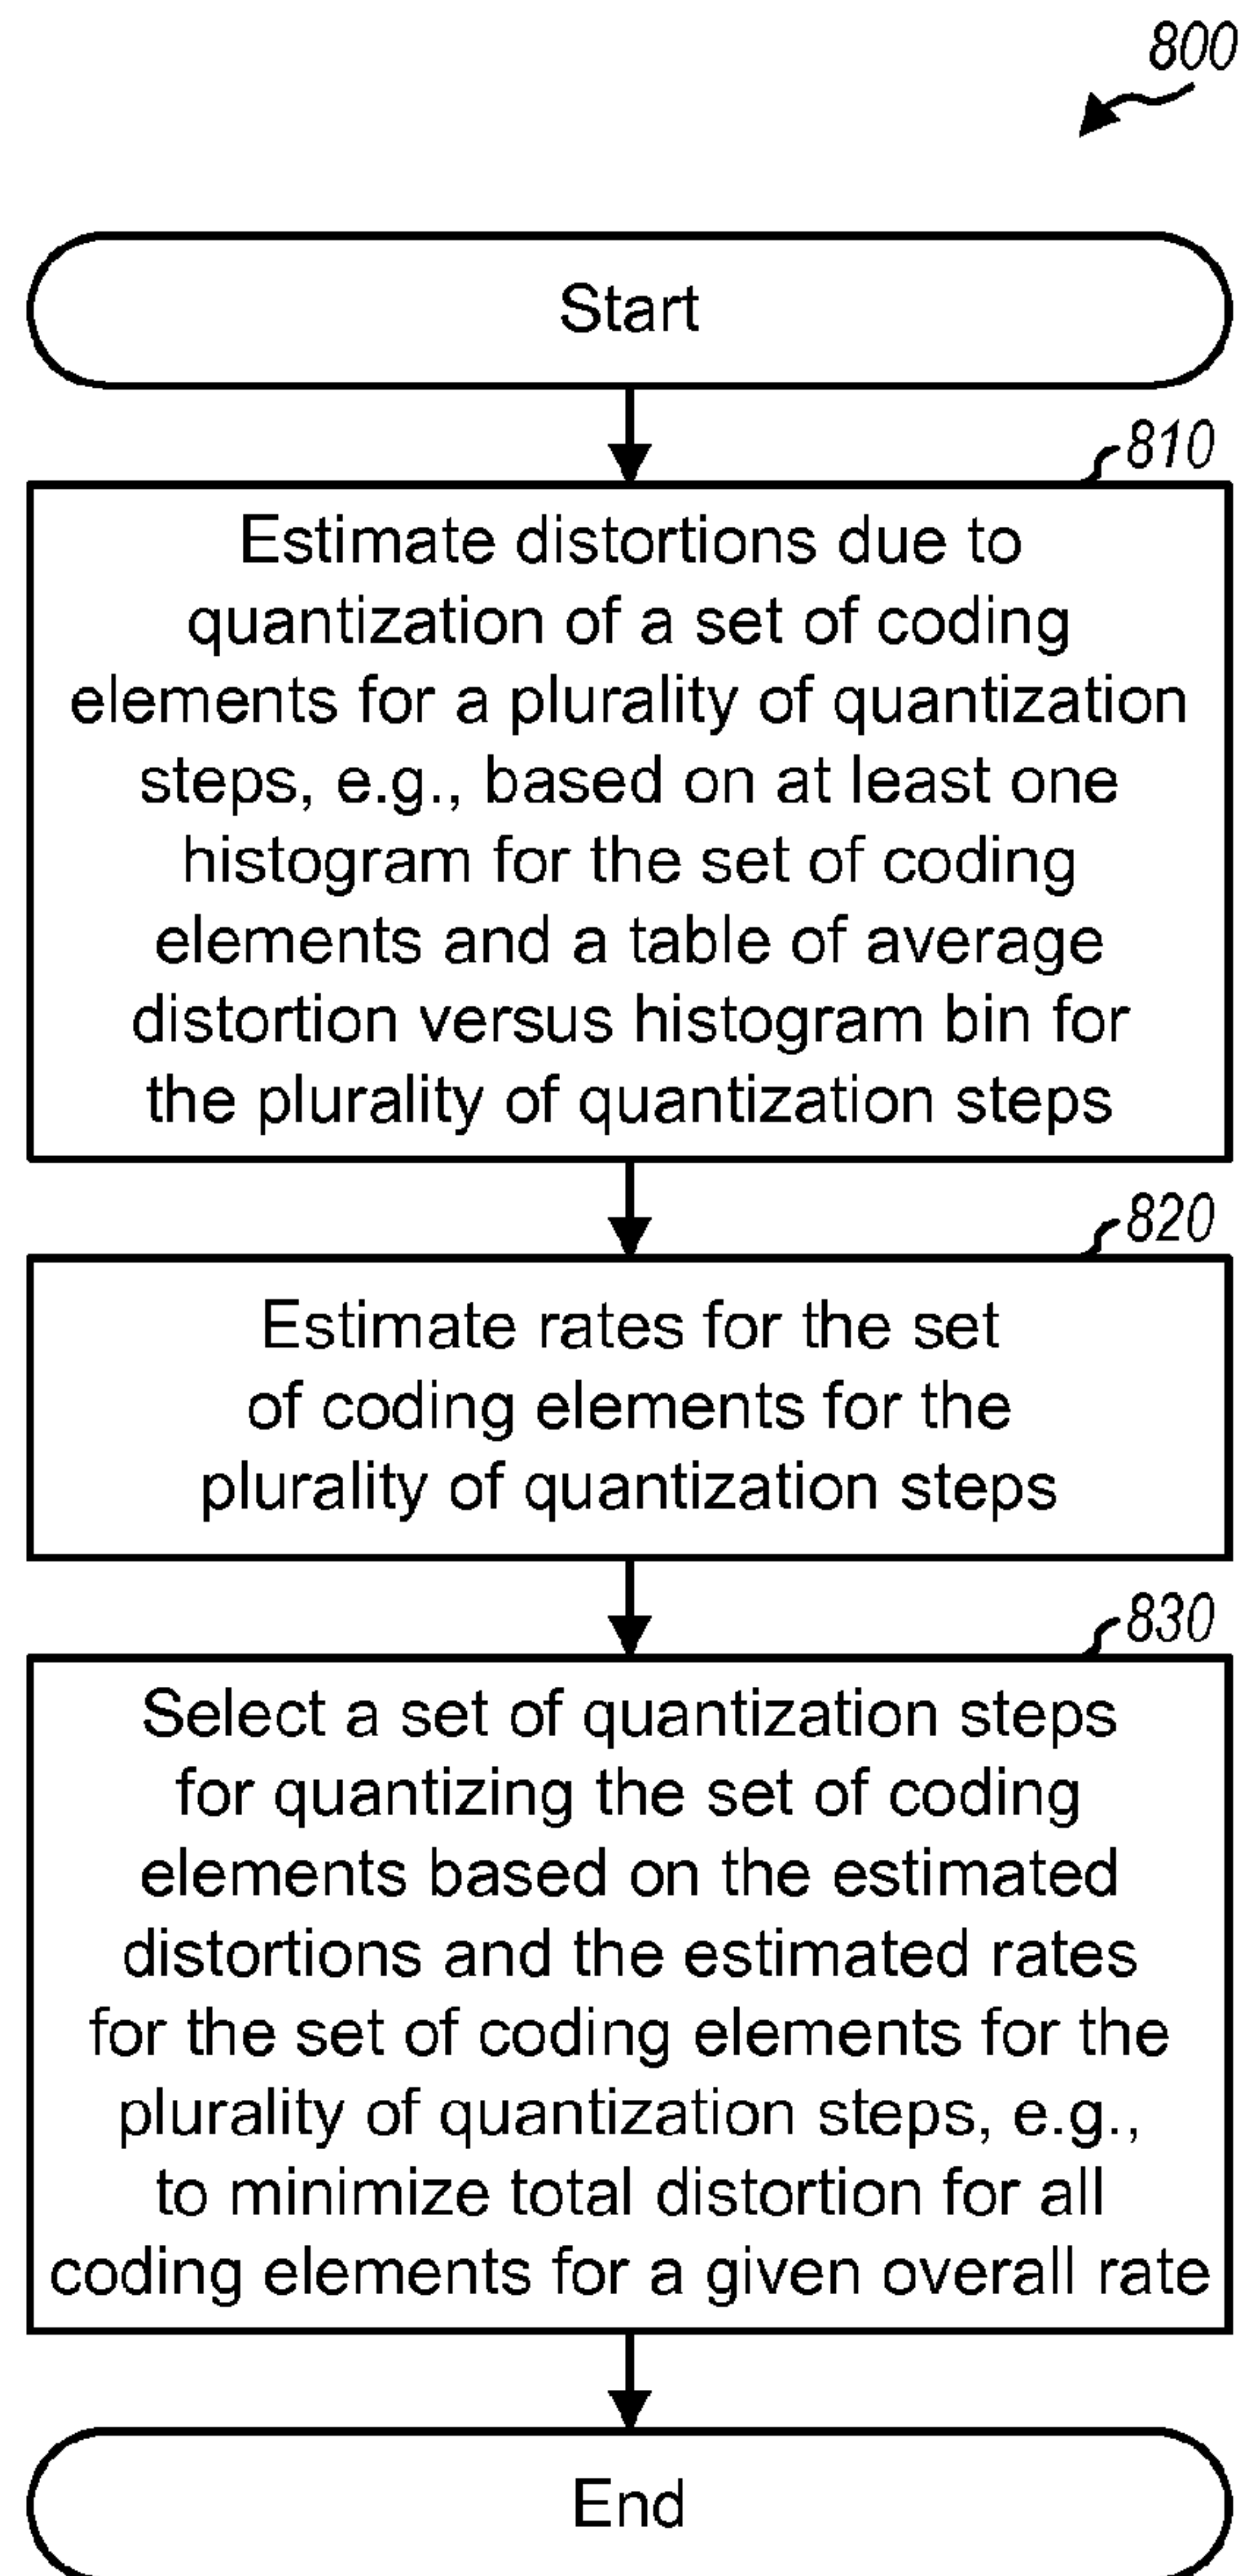 800
Start
810
Estimate distortions due to
quantization of a set of coding
elements for a plurality of quantization
steps, e.g., based on at least one
histogram for the set of coding
elements and a table of average
distortion versus histogram bin for
the plurality of quantization steps
820
Estimate rates for the set
of coding elements for the
plurality of quantization steps
830
Select a set of quantization steps
for quantizing the set of coding
elements based on the estimated
distortions and the estimated rates
for the set of coding elements for the
plurality of quantization steps, e.g.,
to minimize total distortion for all
coding elements for a given overall rate
End